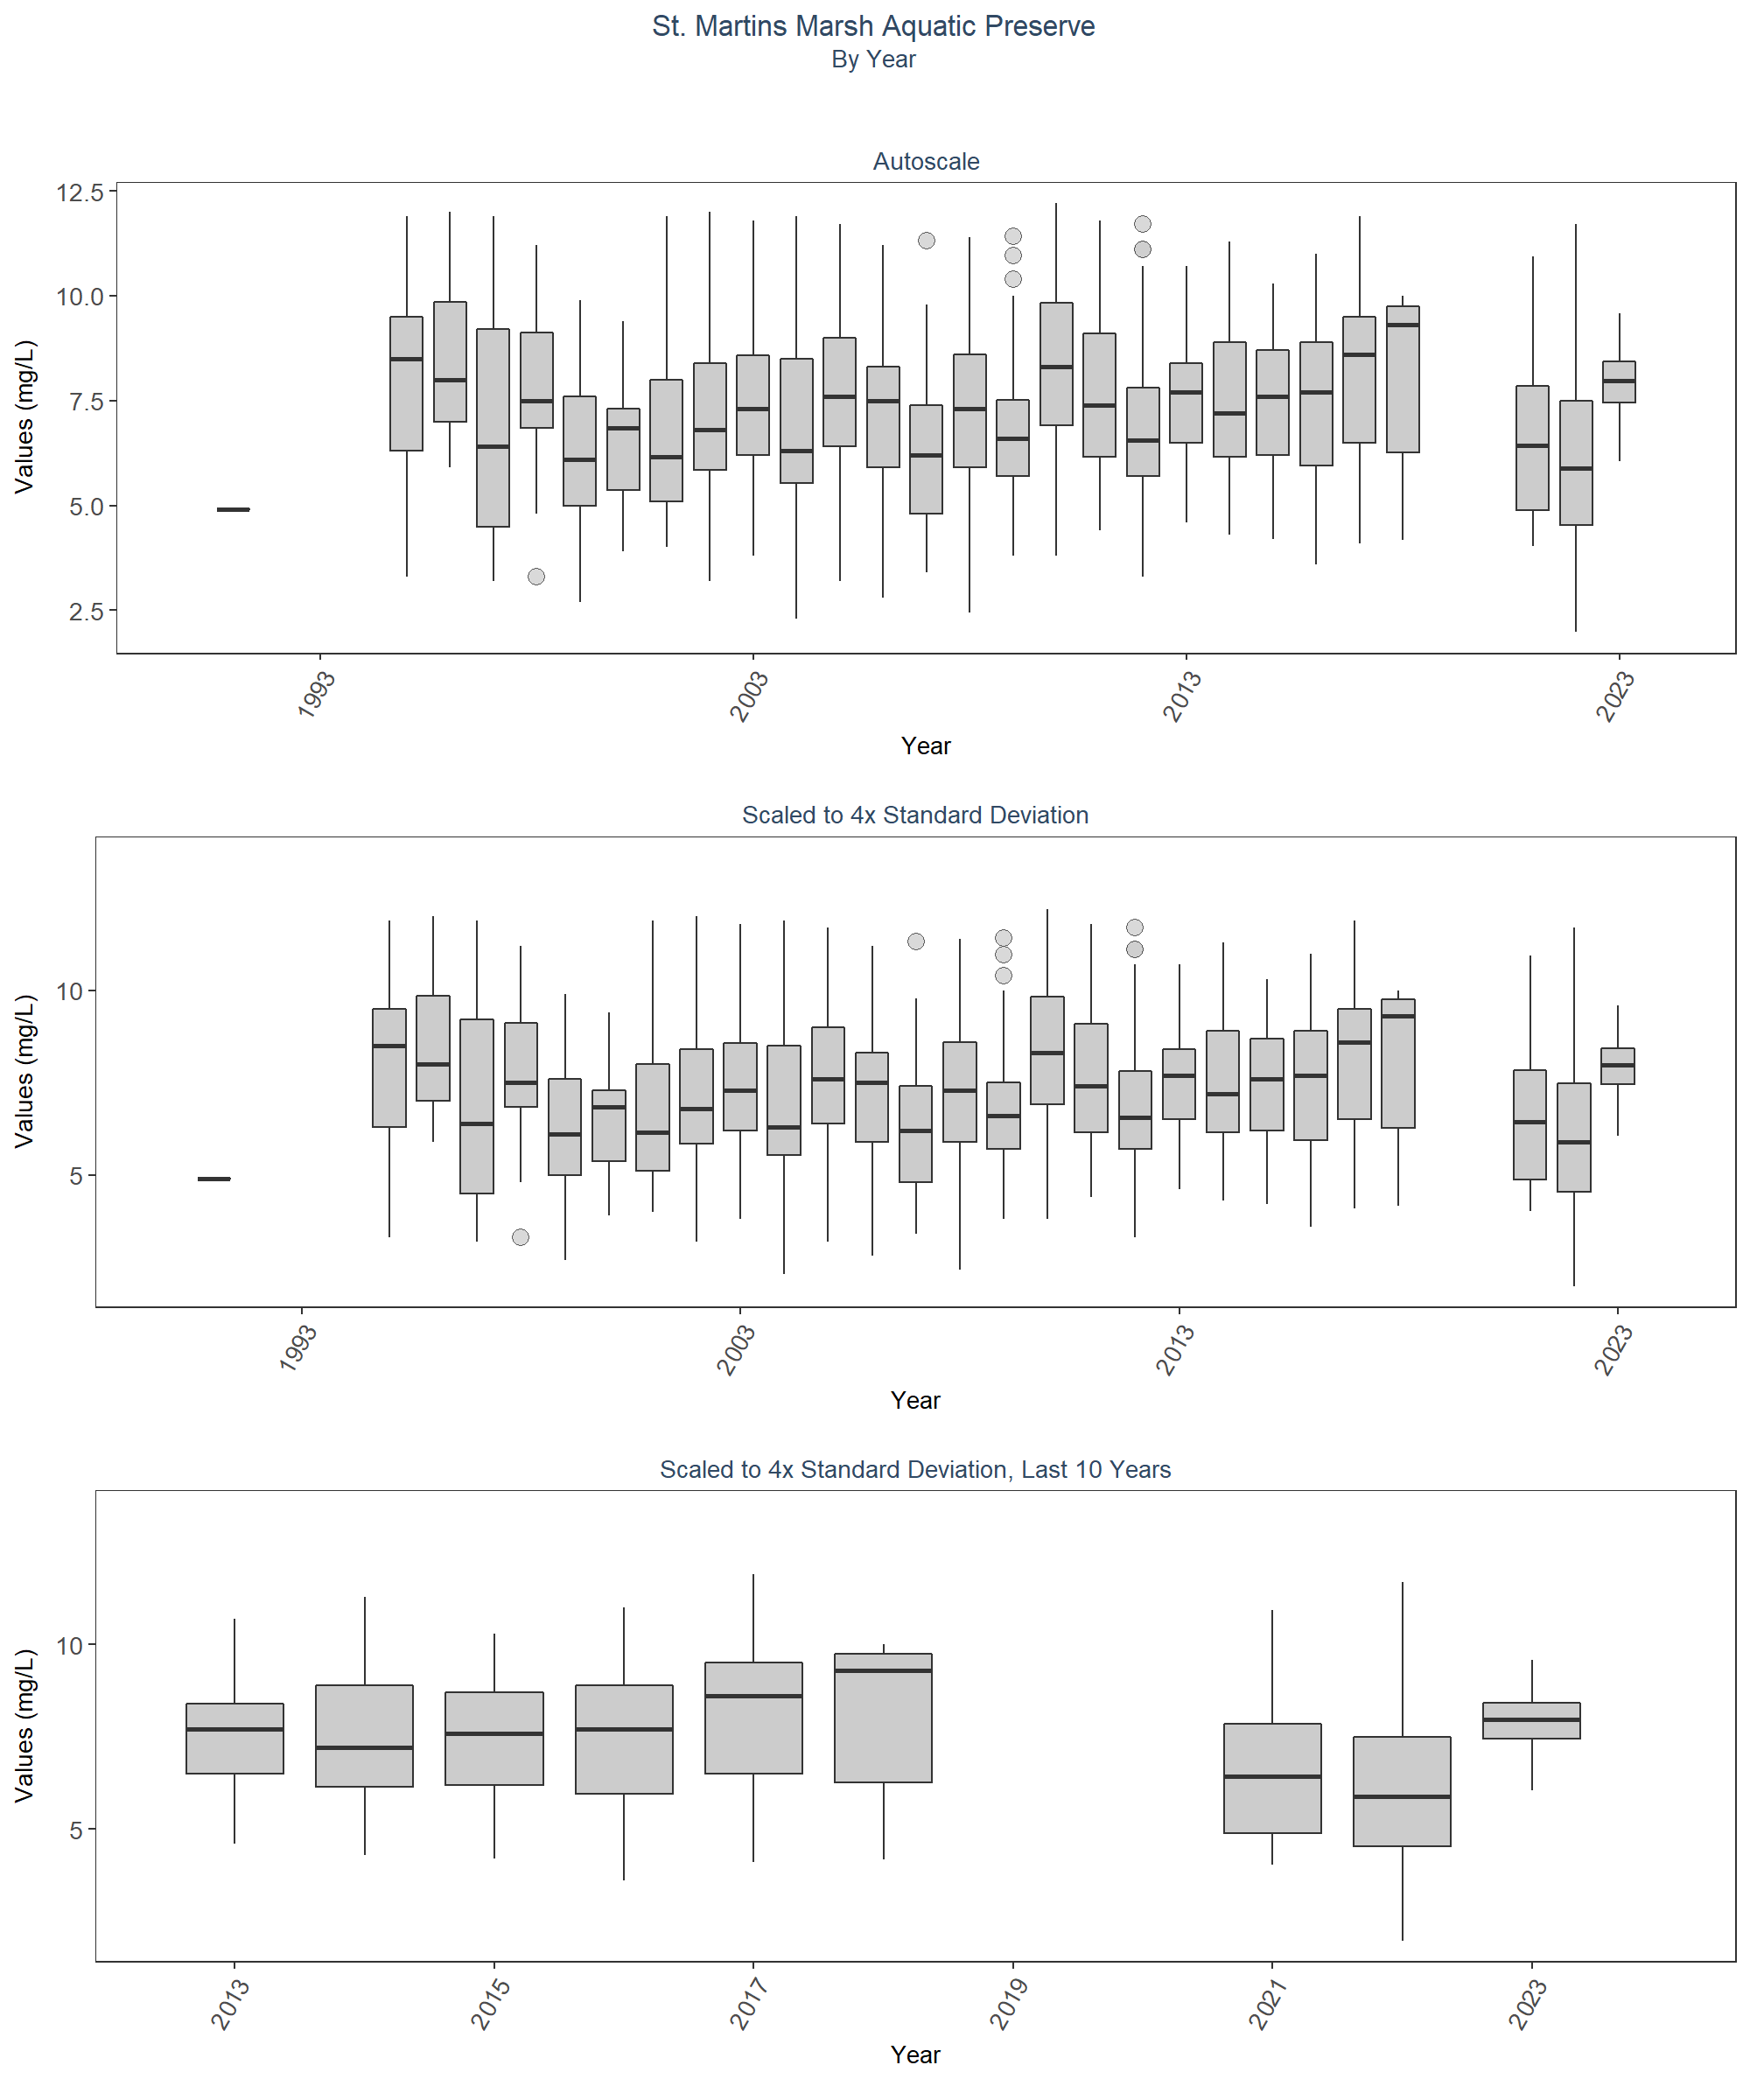 St. Martins Marsh Aquatic Preserve
By Year
Autoscale
12.5
10.0
7.5
5.0
2.5
Values (mg/L)
1993
2003
2013
2023
Year
Scaled to 4x Standard Deviation
10
5
Values (mg/L)
1993
2003
2013
2023
Year
Scaled to 4x Standard Deviation, Last 10 Years
10
5
Values (mg/L)
2013
2015
2017
2019
2021
2023
Year